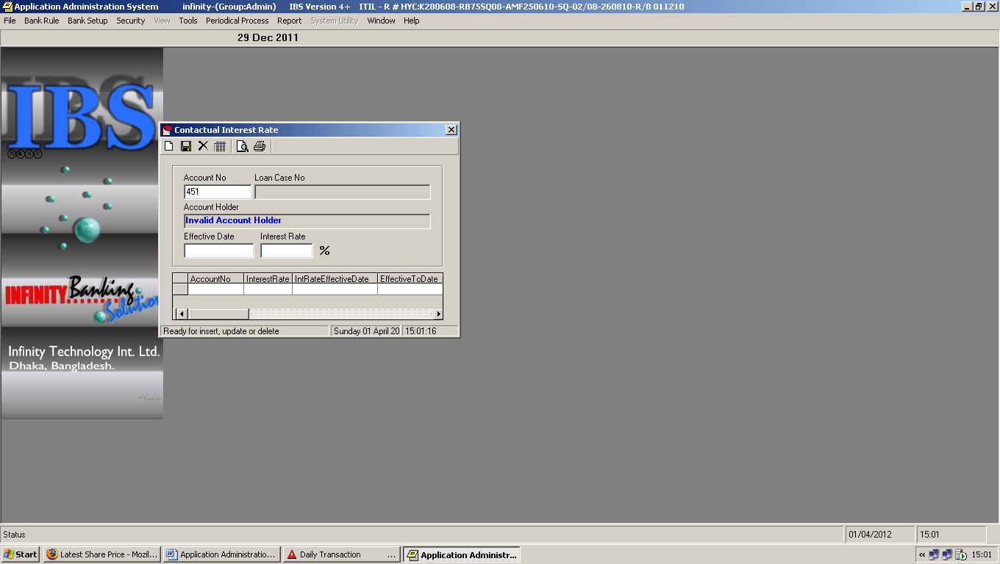 Application Administration System infinity-(Group:Admin) IBS Version 4+ ITIL - R # HYC:K280608-RB75SQ08-AMF250610-SQ-02/08-260810-R/B 011210
File Bank Rule Bank Setup Security View Tools Periodical Process Report System Utility Window Help
29 Dec 2011
IBS
NKSF
INFINITY Banking
Solution
Infinity Technology Int. Ltd.
Dhaka, Bangladesh.
Contactual Interest Rate
Account No Loan Case No
451
Account Holder
Invalid Account Holder
Effective Date Interest Rate
%
AccountNo InterestRate IntRateEffectiveDate EffectiveToDate
Ready for insert, update or delete Sunday 01 April 20 15:01:16
Status 01/04/2012 15:01
Start Latest Share Price - Mozil... Application Administratio... Daily Transaction ... Application Administr... « 15:01